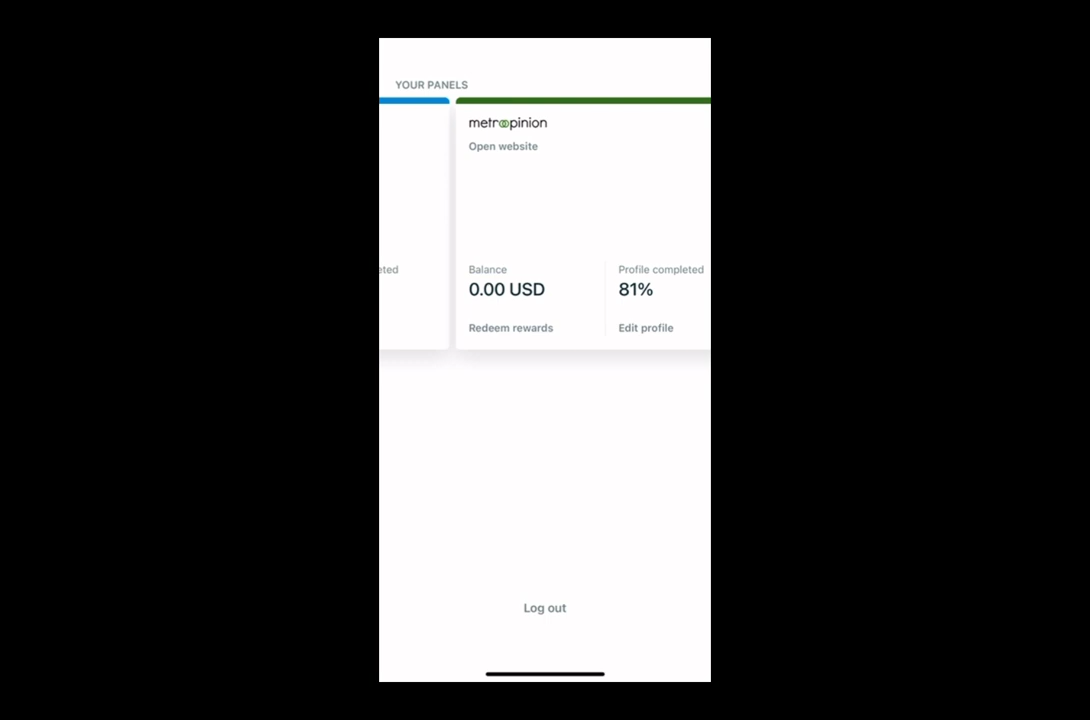 YOUR PANELS
metroopinion
Open website
eted
Balance
Profile completed
0.00 USD
81%
Redeem rewards
Edit profile
Log out